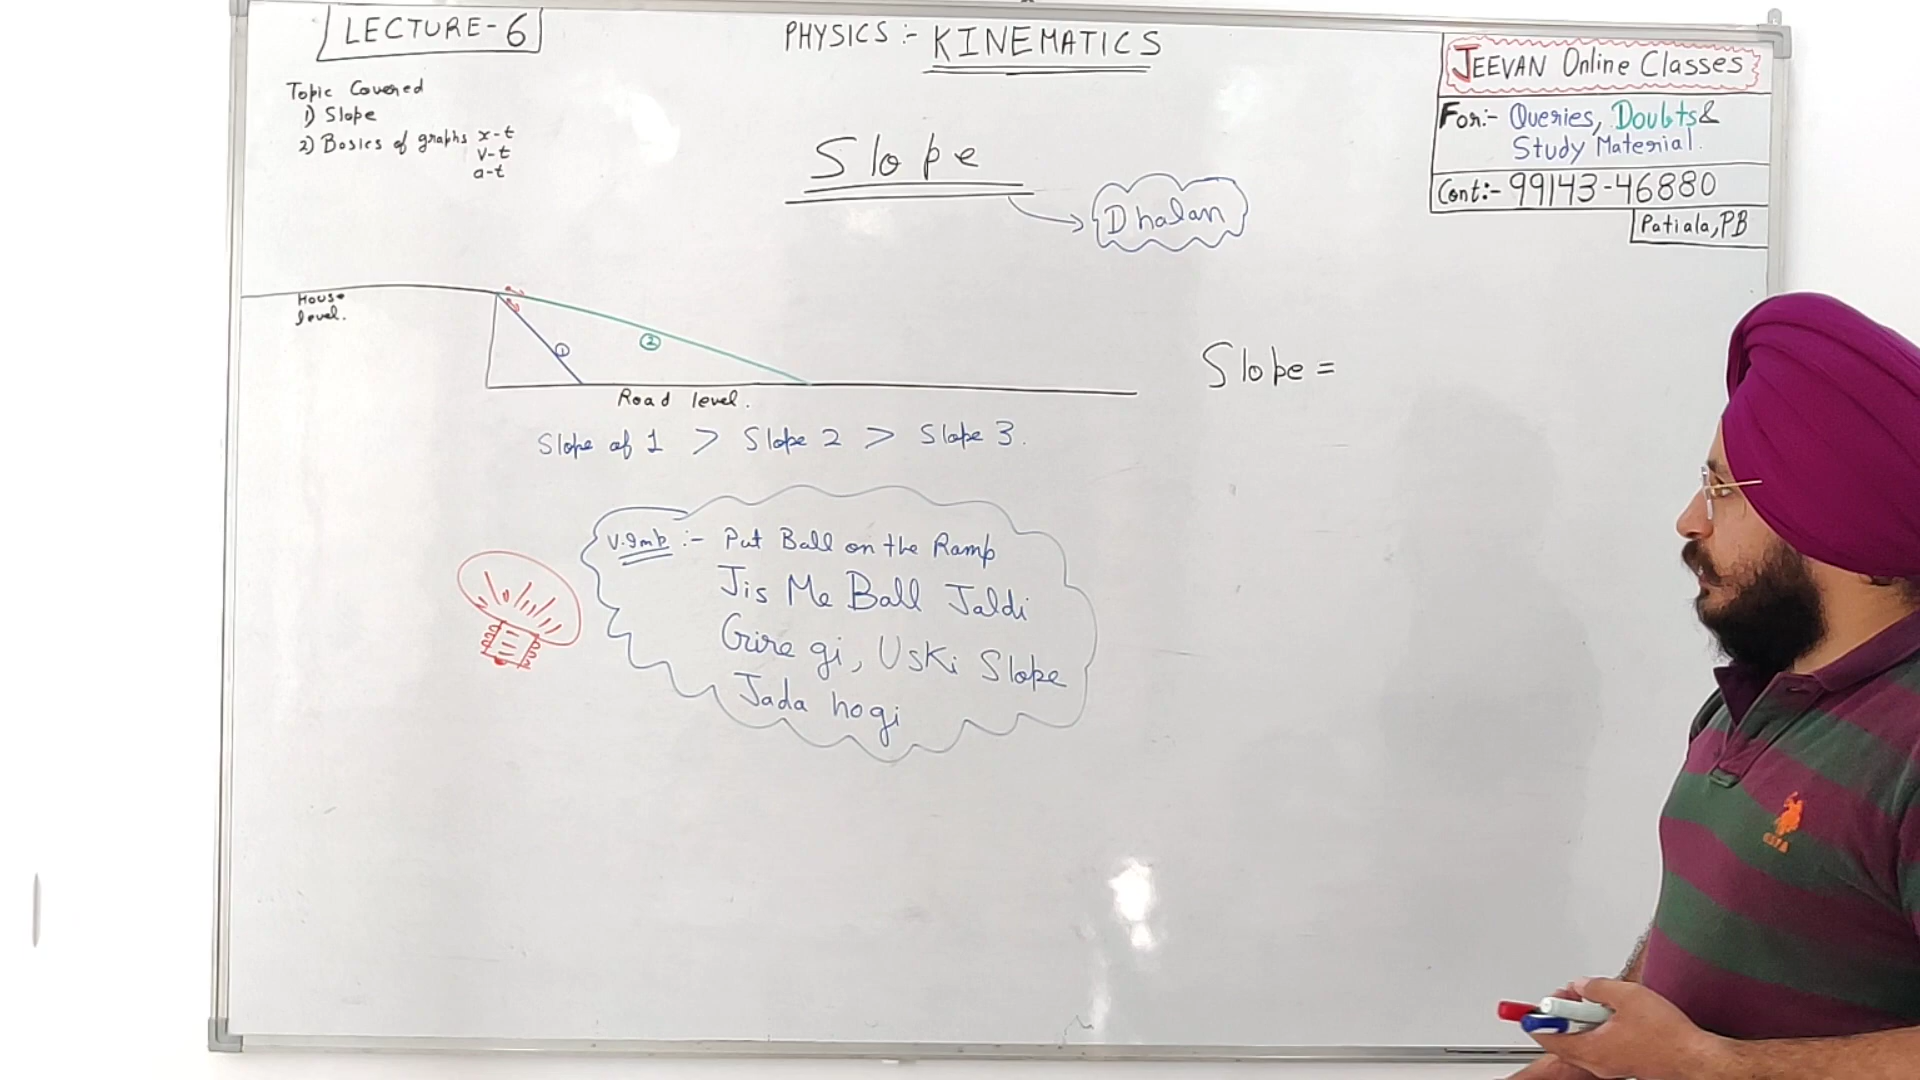 LECTURE-6
PHYSICS :- KINEMATICS
JEEVAN Online Classes
For:- Queries, Doubts &
Study Material.
Cont:- 99143-46880
Patiala, PB
Topic Covered
1) Slope
2) Basics of graphs x-t
v-t
a-t
Slope
Dhalan
House
level.
1
2
Road level.
Slope =
Slope of 1 > Slope 2 > Slope 3.
V.Imp :- Put Ball on the Ramp
Jis Me Ball Jaldi
Gire gi, Uski Slope
Jada hogi